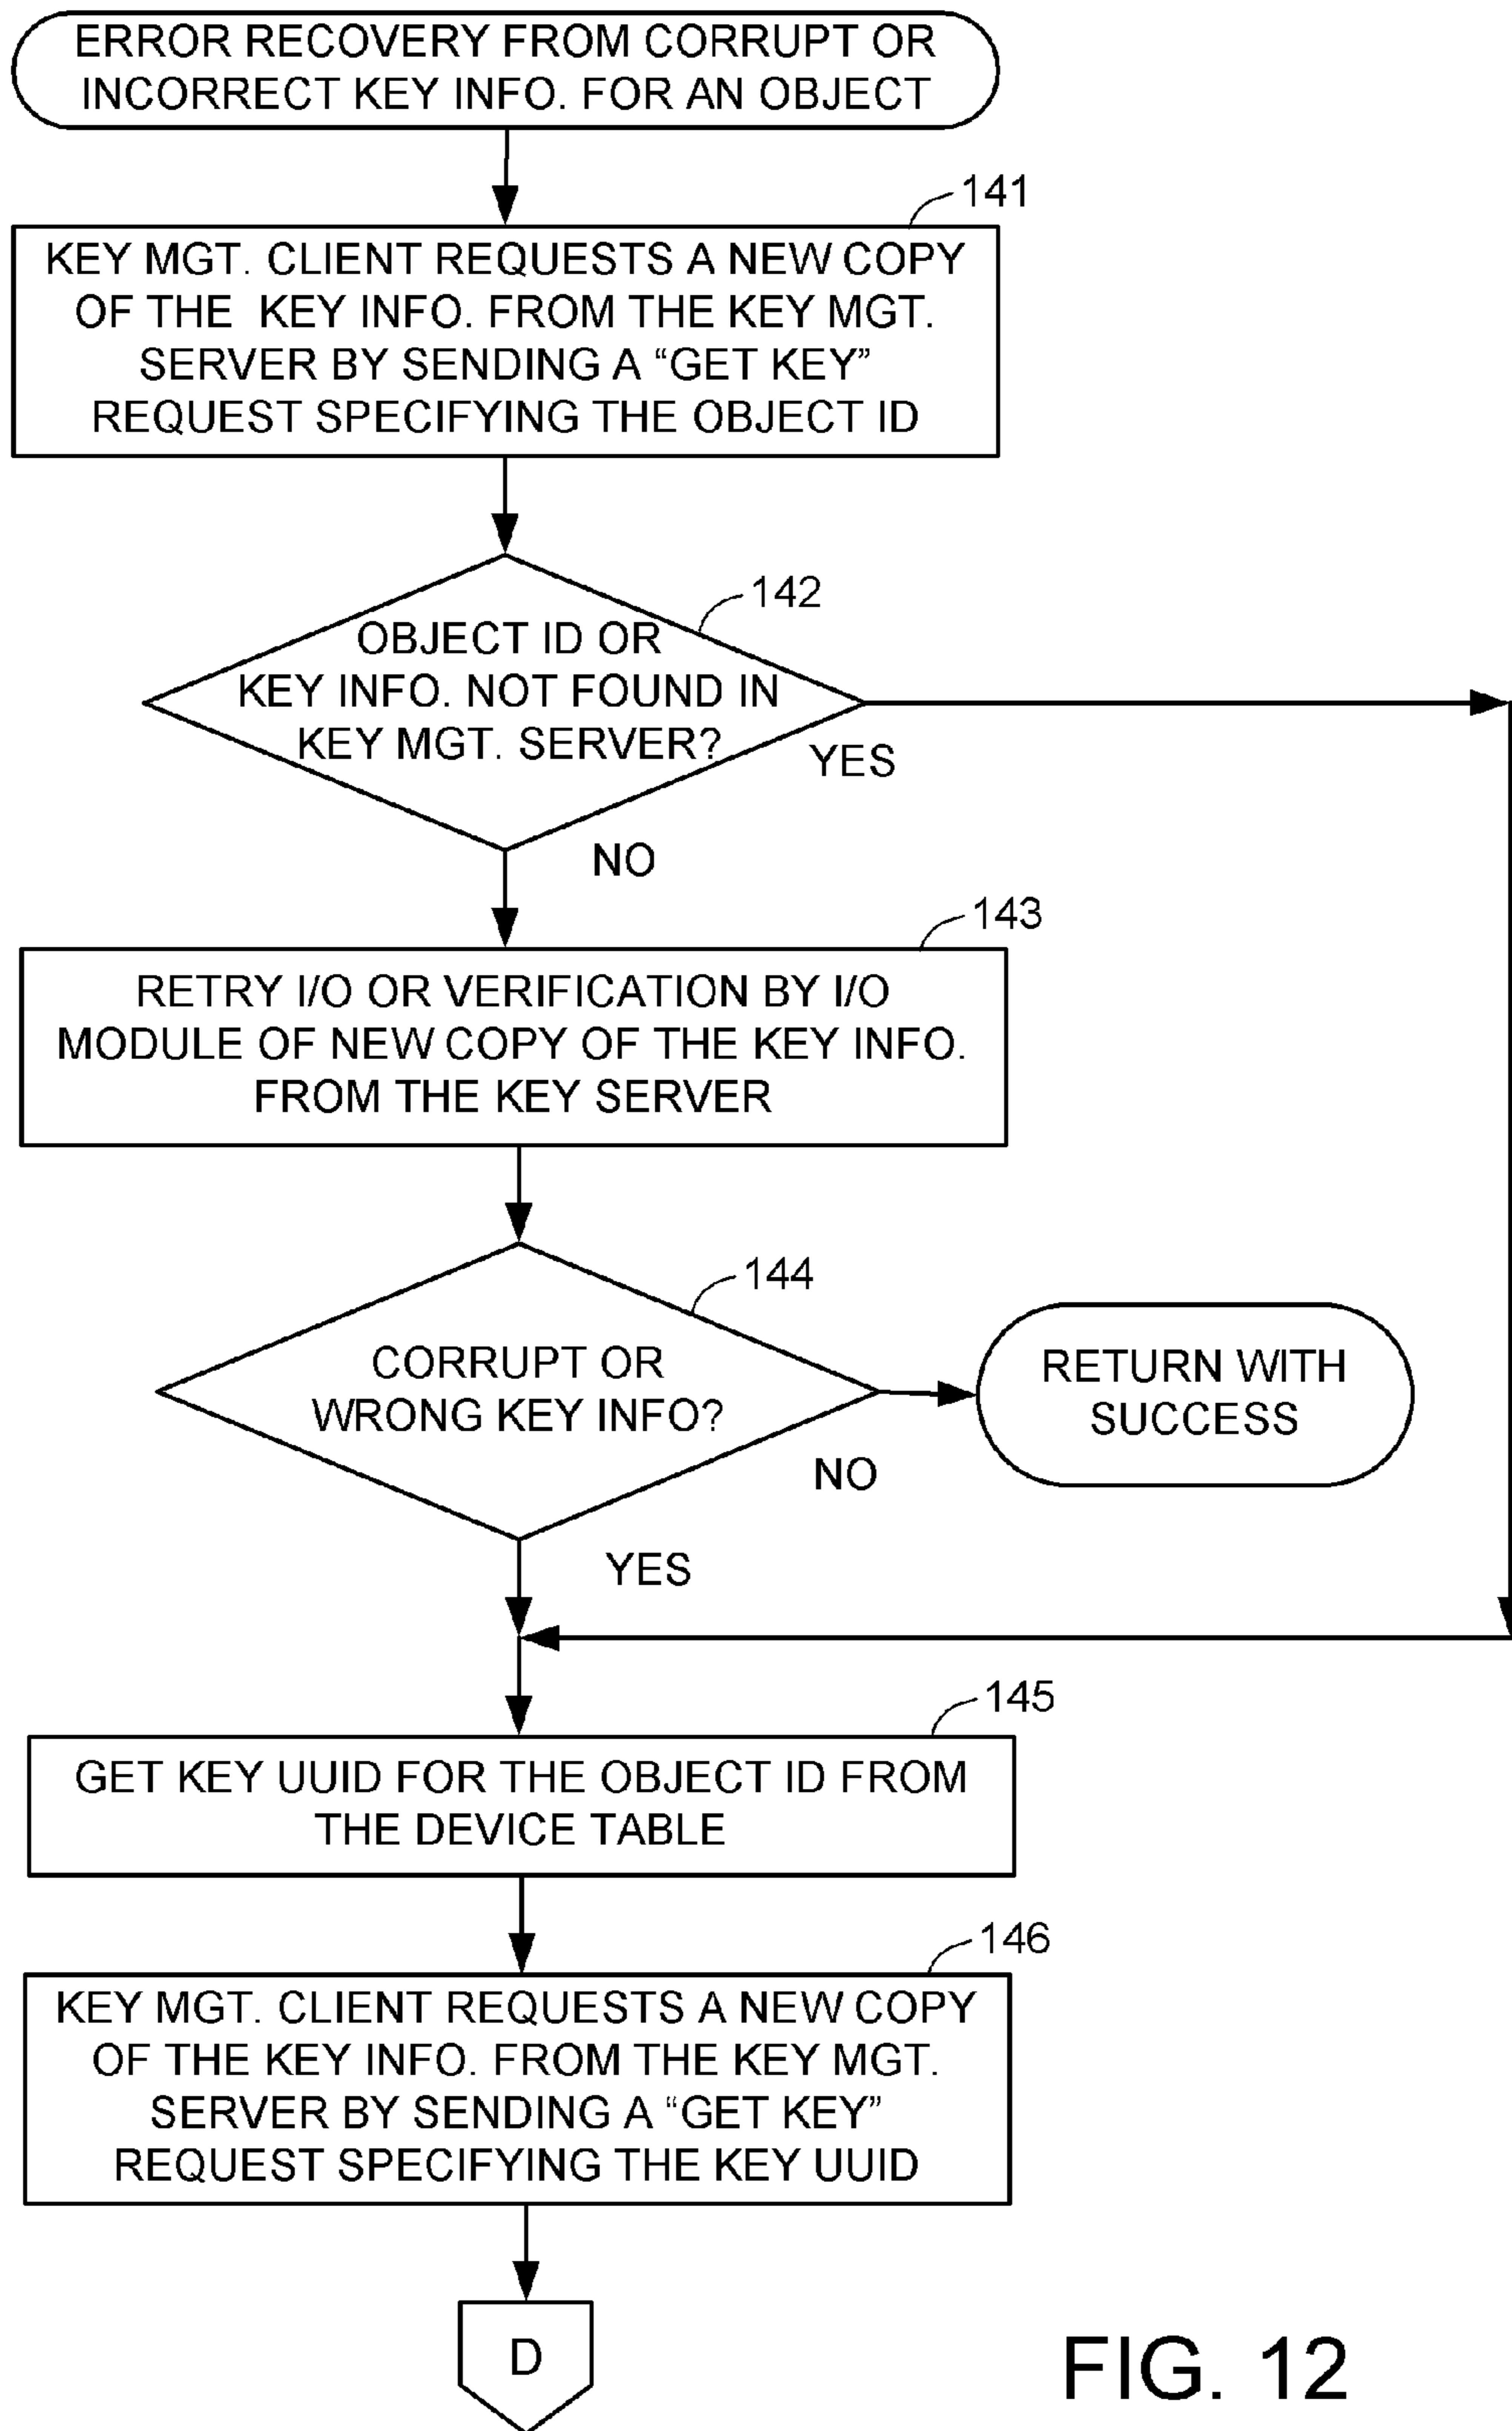 ERROR RECOVERY FROM CORRUPT OR
INCORRECT KEY INFO. FOR AN OBJECT
141
KEY MGT. CLIENT REQUESTS A NEW COPY
OF THE KEY INFO. FROM THE KEY MGT.
SERVER BY SENDING A “GET KEY”
REQUEST SPECIFYING THE OBJECT ID
142
OBJECT ID OR
KEY INFO. NOT FOUND IN
KEY MGT. SERVER?
YES
NO
143
RETRY I/O OR VERIFICATION BY I/O
MODULE OF NEW COPY OF THE KEY INFO.
FROM THE KEY SERVER
144
CORRUPT OR
WRONG KEY INFO?
RETURN WITH
SUCCESS
NO
YES
145
GET KEY UUID FOR THE OBJECT ID FROM
THE DEVICE TABLE
146
KEY MGT. CLIENT REQUESTS A NEW COPY
OF THE KEY INFO. FROM THE KEY MGT.
SERVER BY SENDING A “GET KEY”
REQUEST SPECIFYING THE KEY UUID
D
FIG. 12